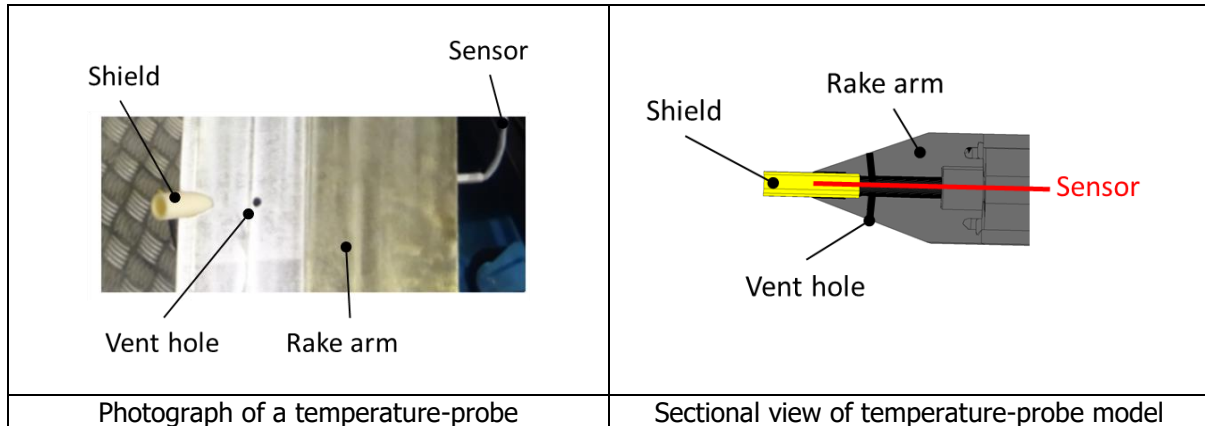 Sensor
Shield
Vent hole
Rake arm
Photograph of a temperature-probe
Rake arm
Shield
Sensor
Vent hole
Sectional view of temperature-probe model